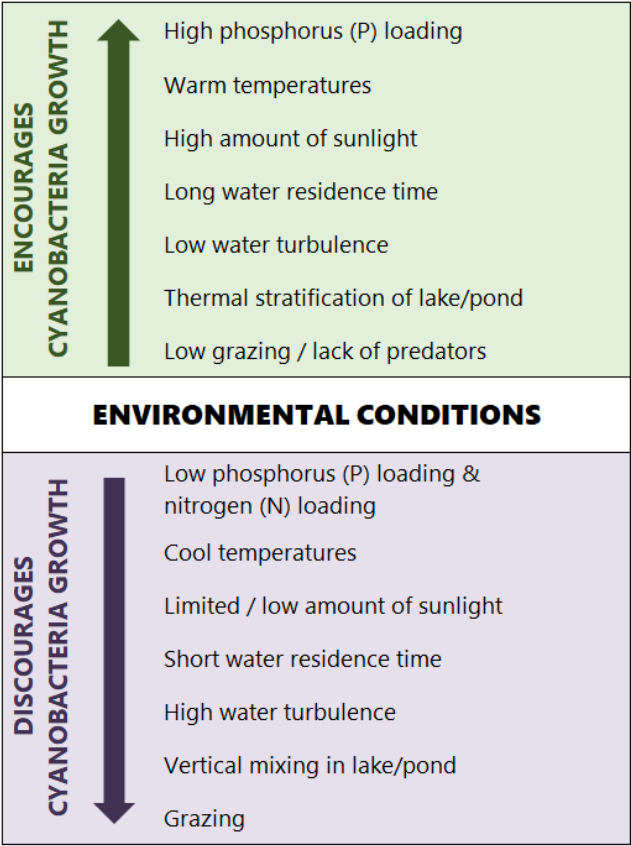 ENCOURAGES
CYANOBACTERIA GROWTH
High phosphorus (P) loading
Warm temperatures
High amount of sunlight
Long water residence time
Low water turbulence
Thermal stratification of lake/pond
Low grazing / lack of predators
ENVIRONMENTAL CONDITIONS
DISCOURAGES
CYANOBACTERIA GROWTH
Low phosphorus (P) loading &
nitrogen (N) loading
Cool temperatures
Limited / low amount of sunlight
Short water residence time
High water turbulence
Vertical mixing in lake/pond
Grazing